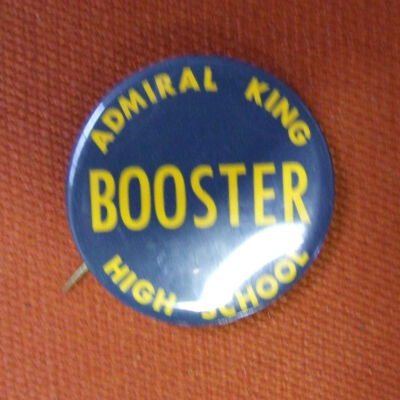 ADMIRAL KING
BOOSTER
HIGH SCHOOL